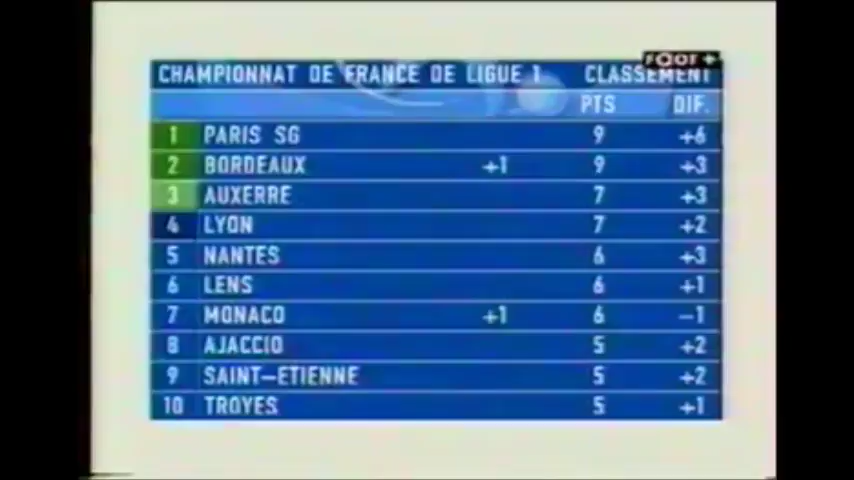 FOOT+
CHAMPIONNAT DE FRANCE DE LIGUE 1 CLASSEMENT
PTS DIF.
1 PARIS SG 9 +6
2 BORDEAUX +1 9 +3
3 AUXERRE 7 +3
4 LYON 7 +2
5 NANTES 6 +3
6 LENS 6 +1
7 MONACO +1 6 -1
8 AJACCIO 5 +2
9 SAINT-ETIENNE 5 +2
10 TROYES 5 +1